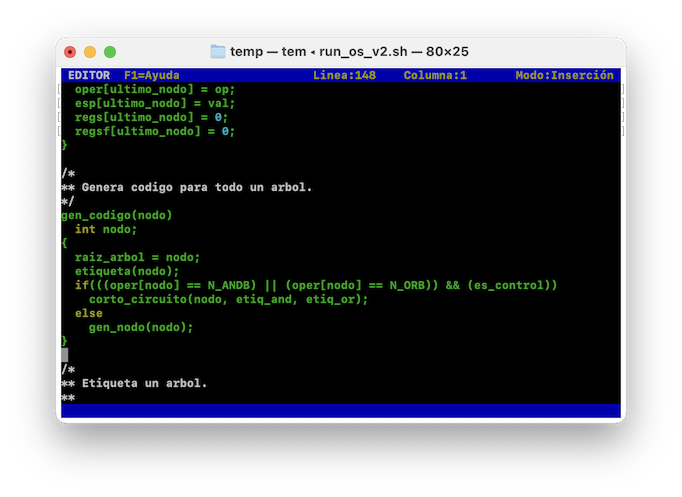 temp — tem ◂ run_os_v2.sh — 80×25
EDITOR  F1=Ayuda  Linea:148  Columna:1  Modo:Inserción
  oper[ultimo_nodo] = op;
  esp[ultimo_nodo] = val;
  regs[ultimo_nodo] = 0;
  regsf[ultimo_nodo] = 0;
}
/*
** Genera codigo para todo un arbol.
*/
gen_codigo(nodo)
  int nodo;
{
  raiz_arbol = nodo;
  etiqueta(nodo);
  if(((oper[nodo] == N_ANDB) || (oper[nodo] == N_ORB)) && (es_control))
    corto_circuito(nodo, etiq_and, etiq_or);
  else
    gen_nodo(nodo);
}
/*
** Etiqueta un arbol.
**